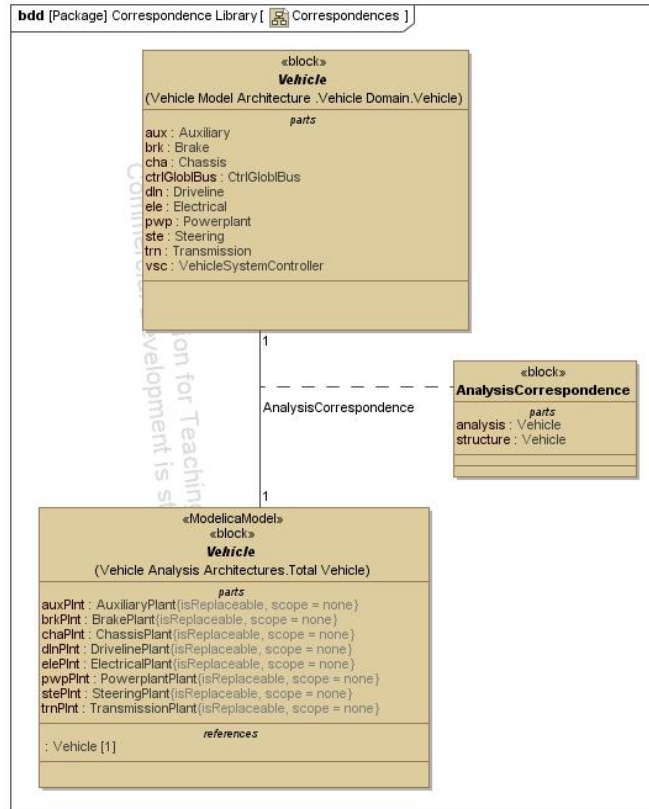 bdd [Package] Correspondence Library [ Correspondences ]
«block»
Vehicle
(Vehicle Model Architecture .Vehicle Domain.Vehicle)
parts
aux : Auxiliary
brk : Brake
cha : Chassis
ctrlGloblBus : CtrlGloblBus
dln : Driveline
ele : Electrical
pwp : Powerplant
ste : Steering
trn : Transmission
vsc : VehicleSystemController
1
AnalysisCorrespondence
1
«block»
AnalysisCorrespondence
parts
analysis : Vehicle
structure : Vehicle
«ModelicaModel»
«block»
Vehicle
(Vehicle Analysis Architectures.Total Vehicle)
parts
auxPlnt : AuxiliaryPlant{isReplaceable, scope = none}
brkPlnt : BrakePlant{isReplaceable, scope = none}
chaPlnt : ChassisPlant{isReplaceable, scope = none}
dlnPlnt : DrivelinePlant{isReplaceable, scope = none}
elePlnt : ElectricalPlant{isReplaceable, scope = none}
pwpPlnt : PowerplantPlant{isReplaceable, scope = none}
stePlnt : SteeringPlant{isReplaceable, scope = none}
trnPlnt : TransmissionPlant{isReplaceable, scope = none}
references
: Vehicle [1]
for Teaching
is